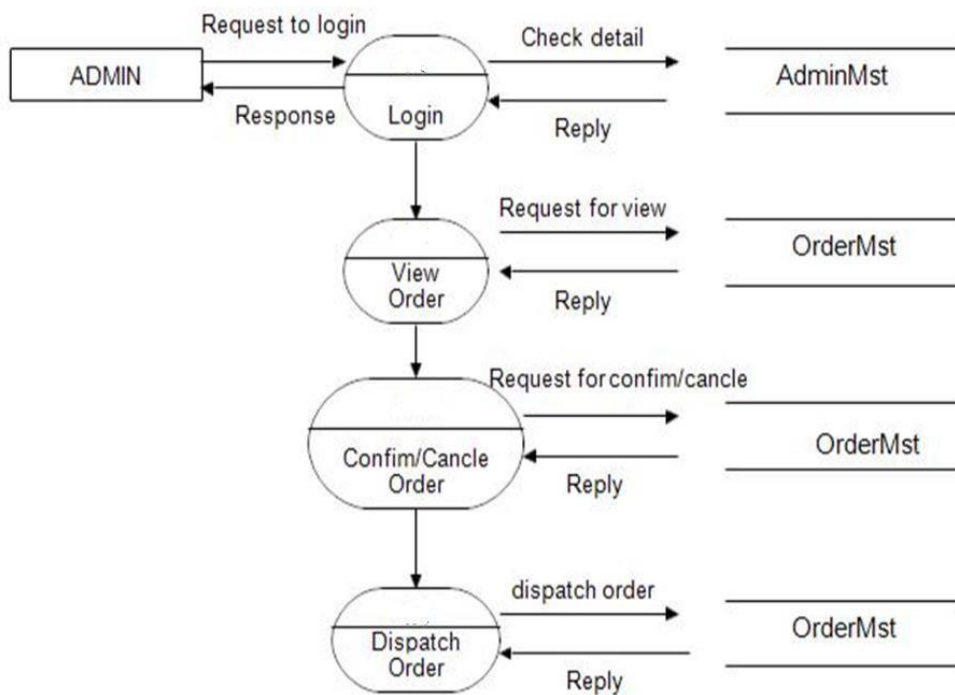 Request to login
Check detail
ADMIN
AdminMst
Response
Login
Reply
Request for view
OrderMst
View
Order
Reply
Request for confim/cancle
OrderMst
Confim/Cancle
Order
Reply
dispatch order
OrderMst
Dispatch
Order
Reply